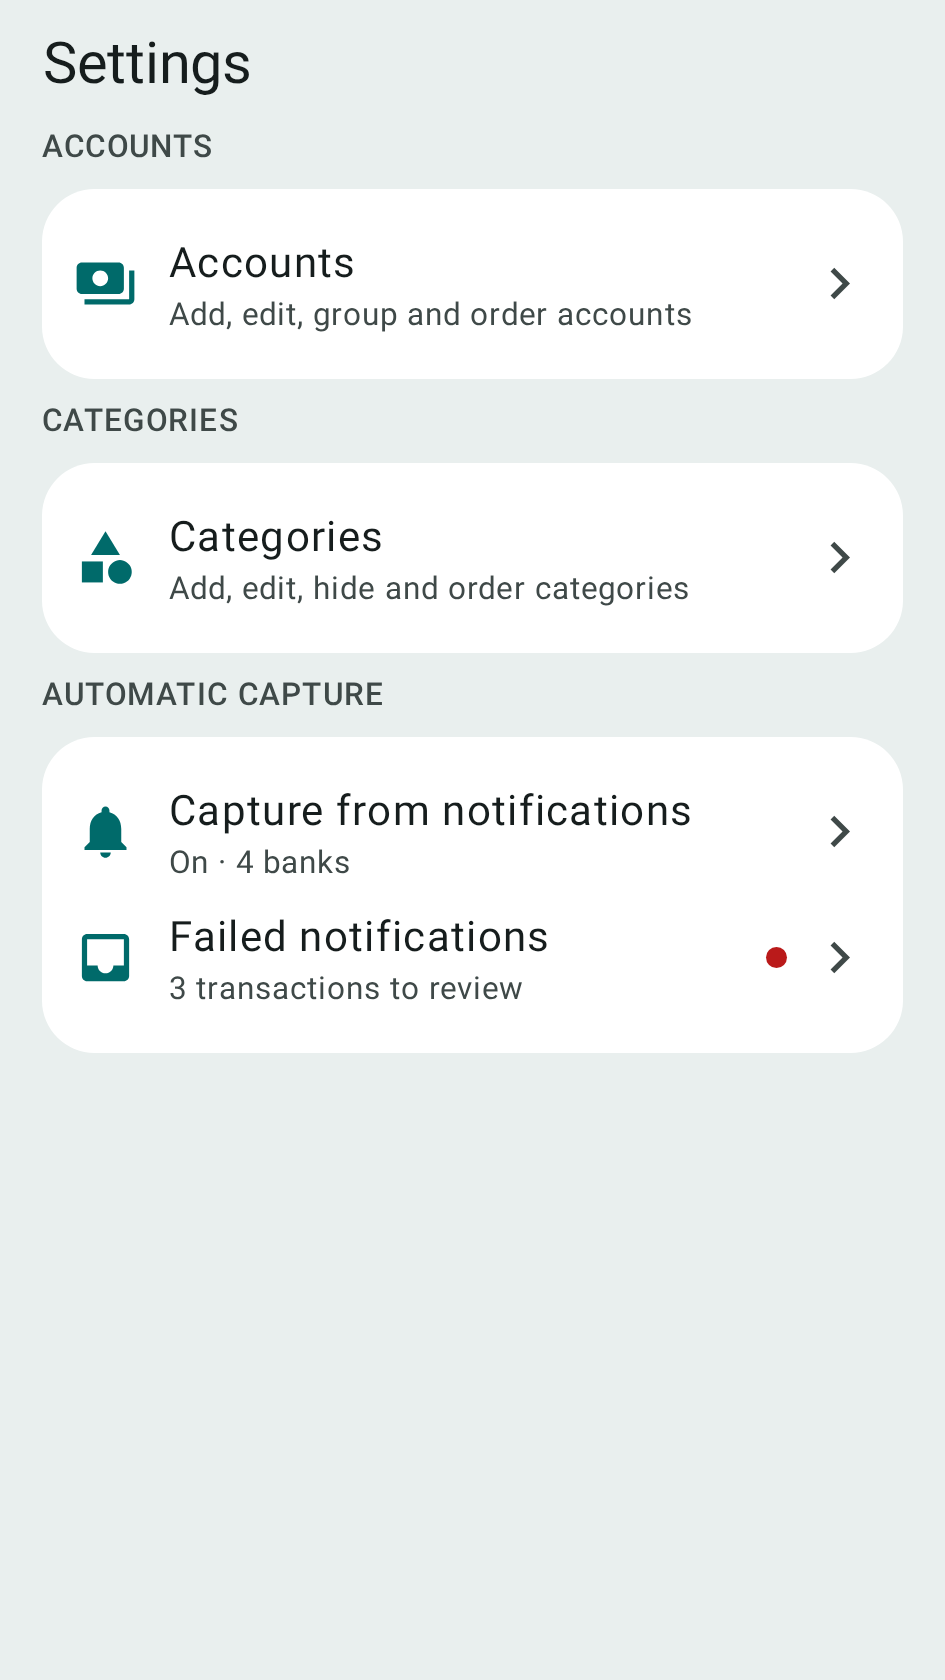 Settings
ACCOUNTS
Accounts
Add, edit, group and order accounts
CATEGORIES
Categories
Add, edit, hide and order categories
AUTOMATIC CAPTURE
Capture from notifications
On · 4 banks
Failed notifications
3 transactions to review